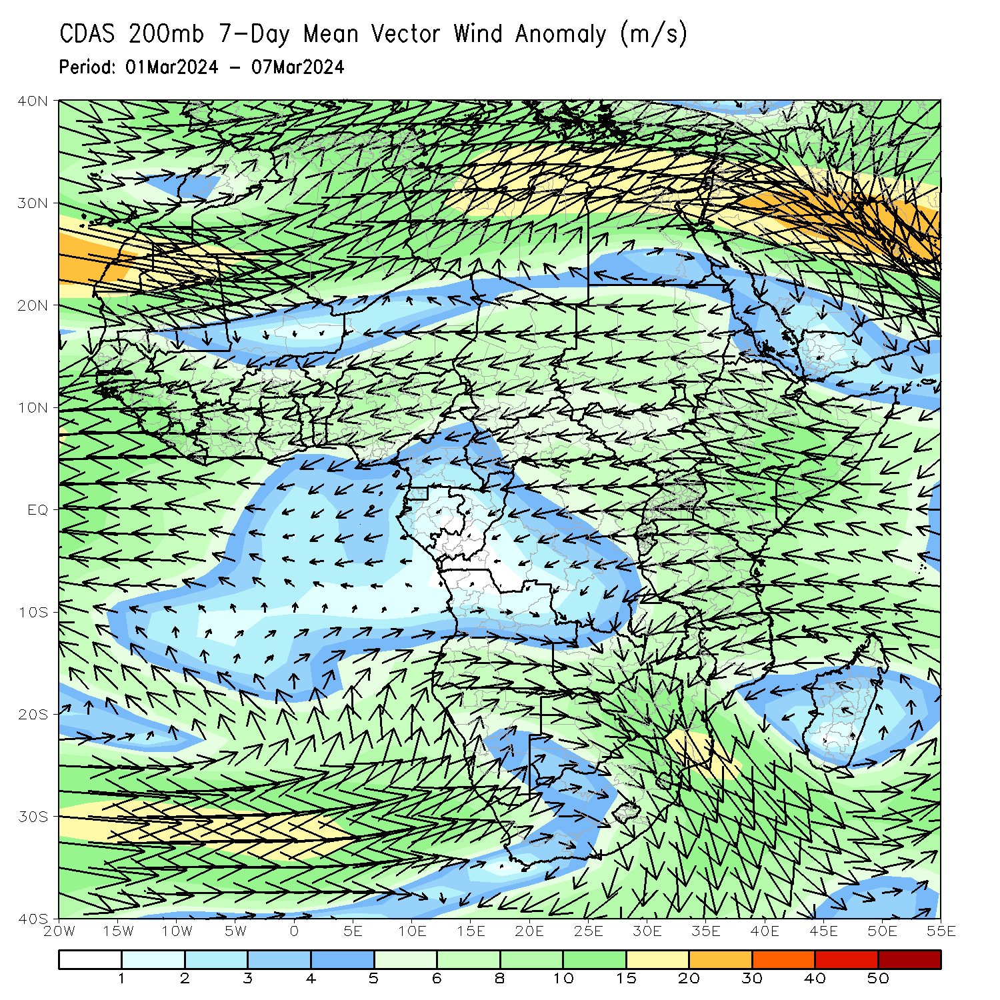 CDAS 200mb 7-Day Mean Vector Wind Anomaly (m/s)
Period: 01Mar2024 - 07Mar2024
40N
30N
20N
10N
EQ
10S
20S
30S
40S
20W 15W 10W 5W 0 5E 10E 15E 20E 25E 30E 35E 40E 45E 50E 55E
1 2 3 4 5 6 8 10 15 20 30 40 50